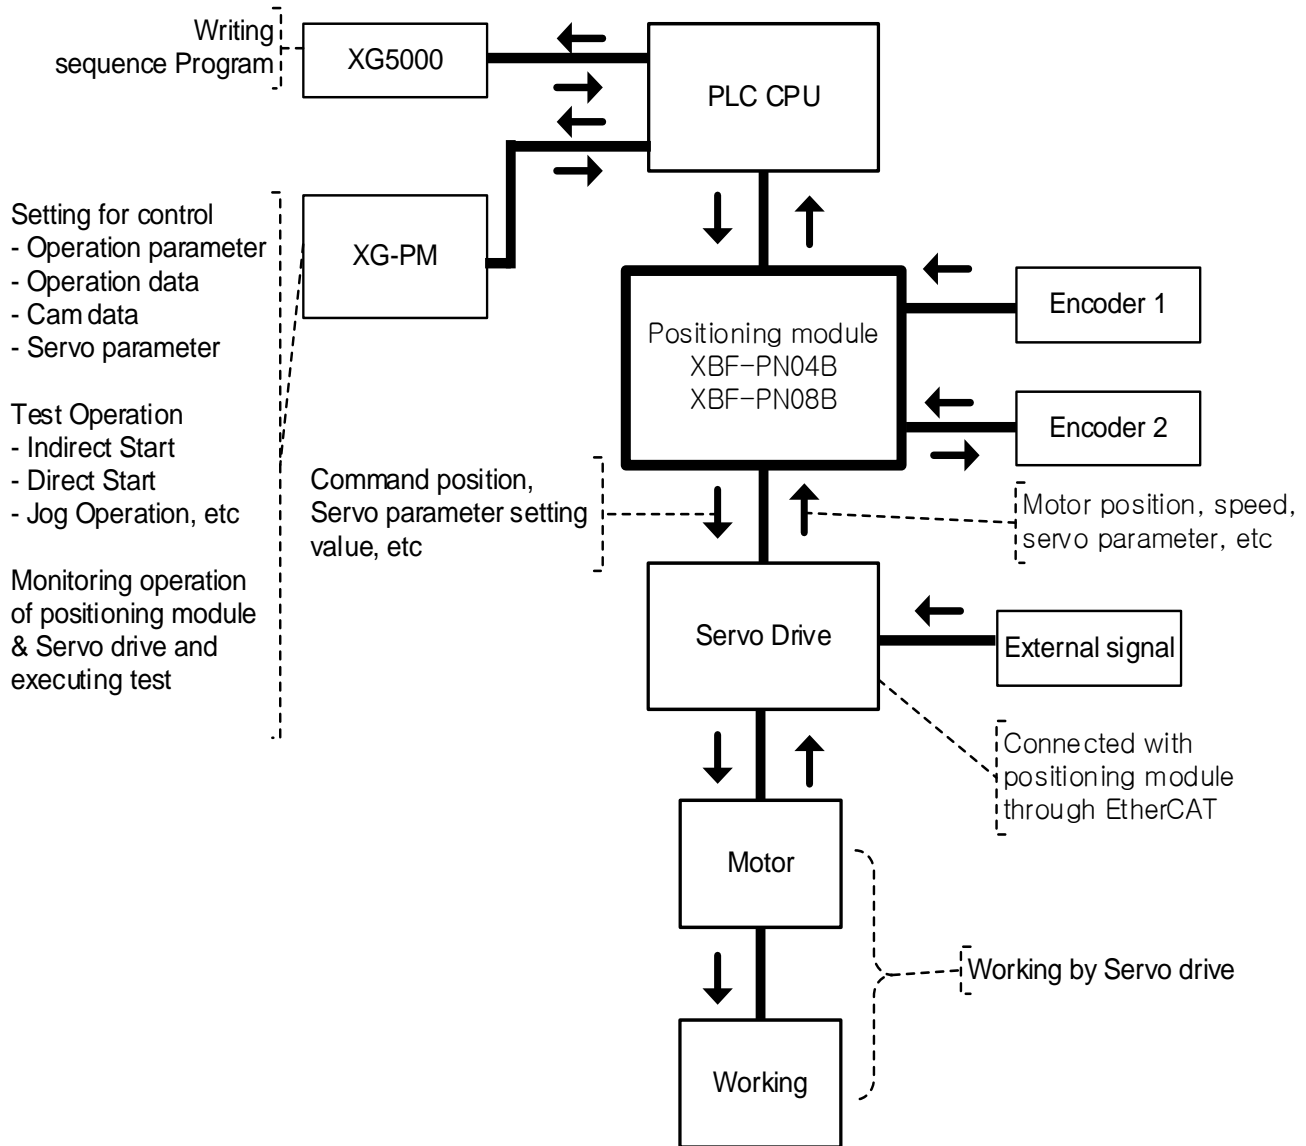 Writing
sequence Program
XG5000
PLC CPU
Setting for control
- Operation parameter
- Operation data
- Cam data
- Servo parameter
XG-PM
Positioning module
XBF-PN04B
XBF-PN08B
Encoder 1
Encoder 2
Test Operation
- Indirect Start
- Direct Start
- Jog Operation, etc
Command position,
Servo parameter setting
value, etc
Motor position, speed,
servo parameter, etc
Monitoring operation
of positioning module
& Servo drive and
executing test
Servo Drive
External signal
Connected with
positioning module
through EtherCAT
Motor
Working by Servo drive
Working